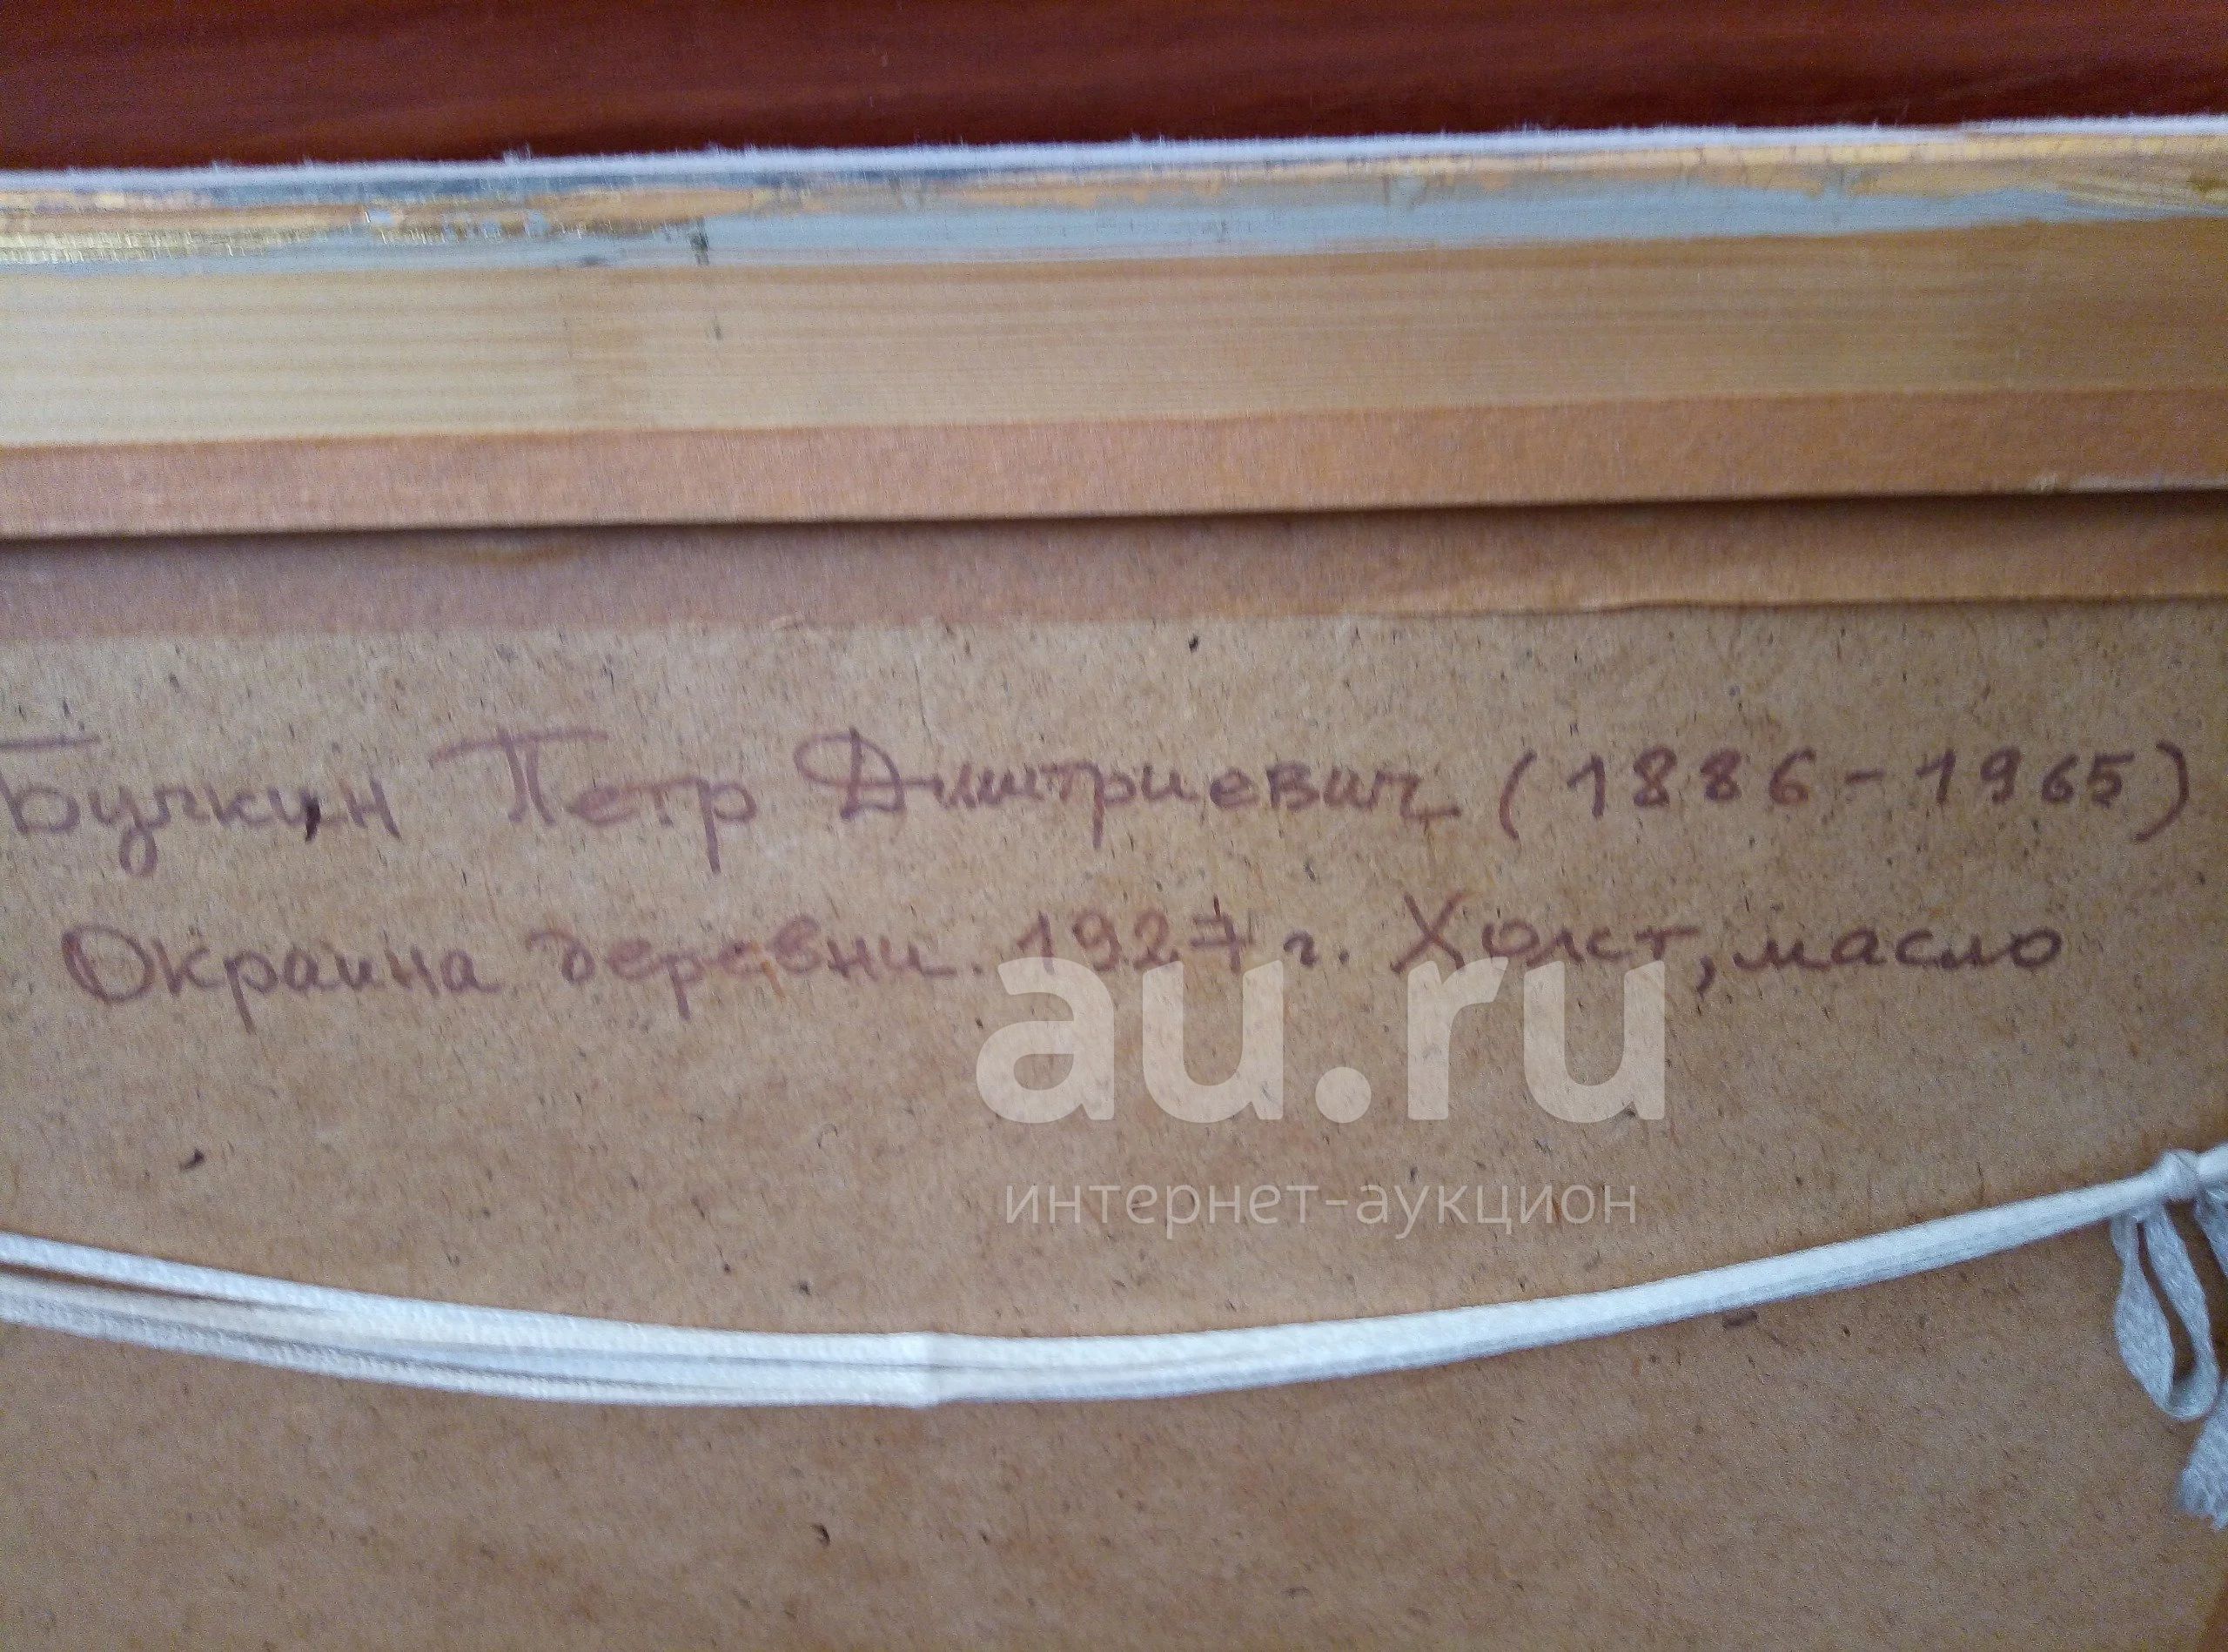 Бучкин Петр Дмитриевич (1886-1965)
Окраина деревни. 1927 г. Холст, масло
au.ru
интернет-аукцион